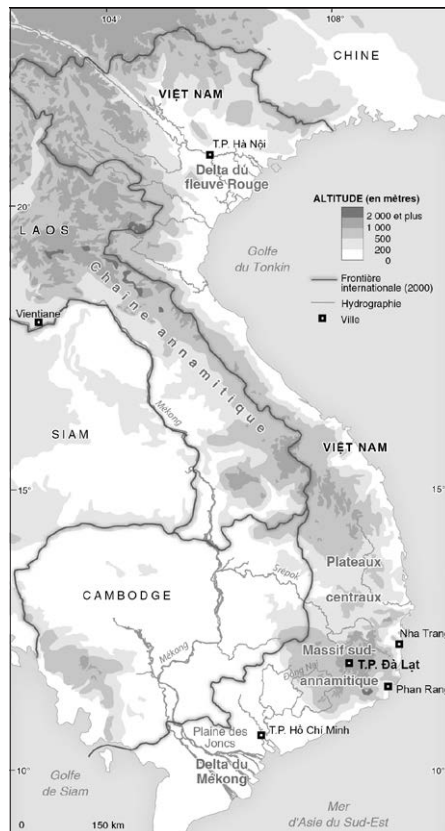 104°
108°
CHINE
VIỆT NAM
T.P. Hà Nội
Delta du
fleuve Rouge
20°
LAOS
ALTITUDE (en mètres)
2 000 et plus
1 000
500
200
0
Golfe
du Tonkin
Frontière
internationale (2000)
Hydrographie
Ville
Vientiane
Chaîne annamitique
Mékong
SIAM
VIỆT NAM
15°
15°
Plateaux
centraux
Srépok
CAMBODGE
Nha Trang
Mékong
Massif sud-
annamitique
T.P. Đà Lạt
Đông Nai
Phan Rang
Plaine des
Joncs
T.P. Hồ Chí Minh
Delta du
Mékong
10°
10°
Golfe
de Siam
Mer
d'Asie du Sud-Est
0
150 km